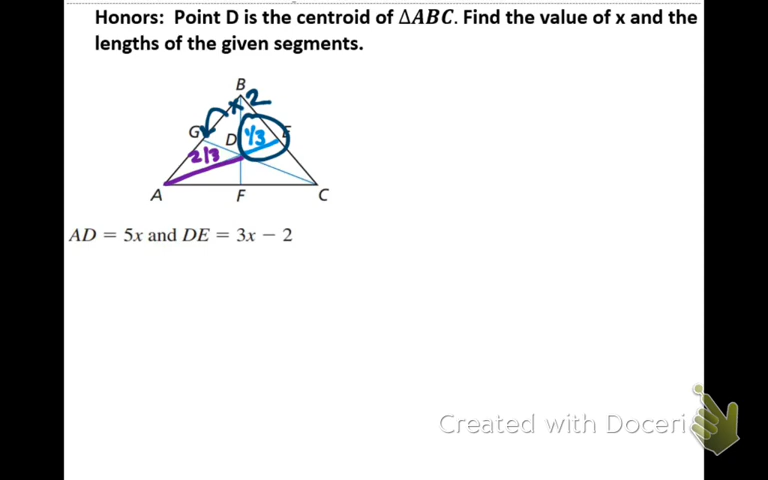 Honors: Point D is the centroid of ΔABC. Find the value of x and the
lengths of the given segments.
B
×2
G
D
1/3
E
2/3
A
F
C
AD = 5x and DE = 3x − 2
Created with Doceri